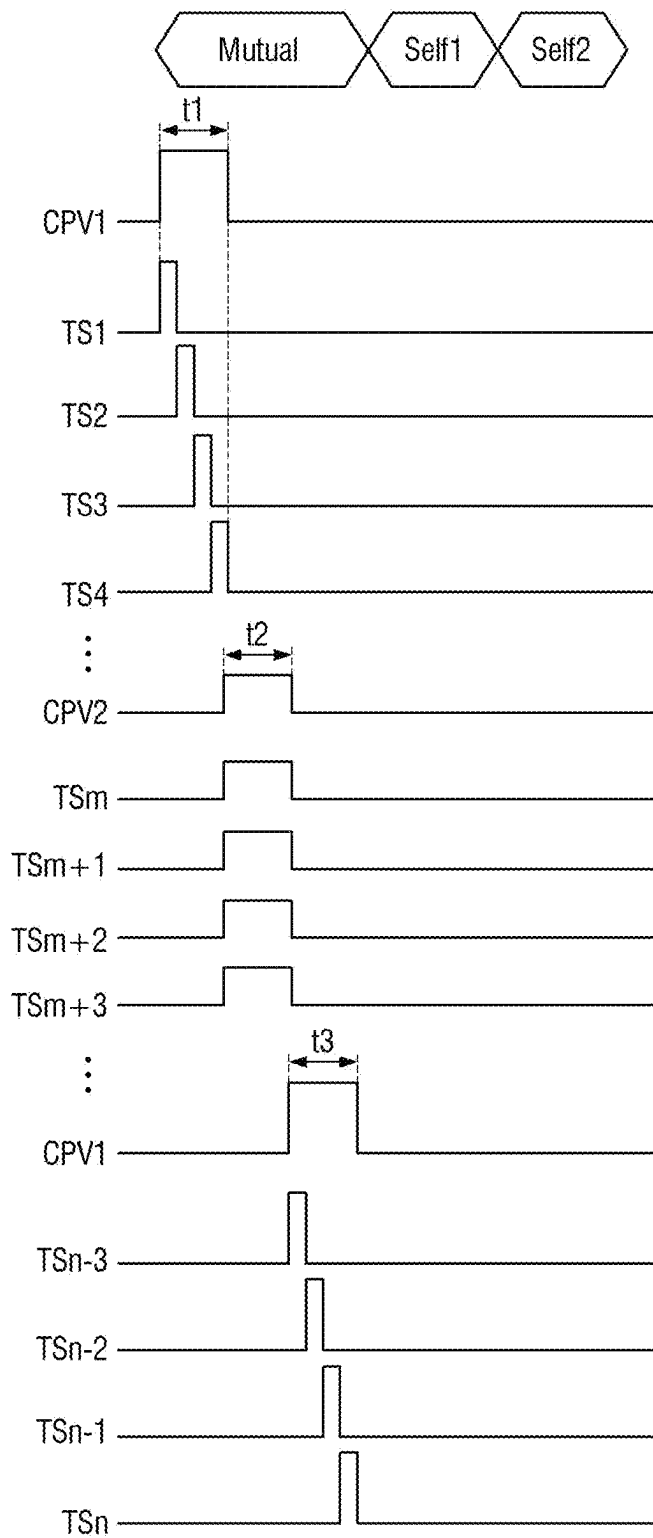 Mutual Self1 Self2
t1
CPV1
TS1
TS2
TS3
TS4
⋮
t2
CPV2
TSm
TSm+1
TSm+2
TSm+3
⋮
t3
CPV1
TSn-3
TSn-2
TSn-1
TSn